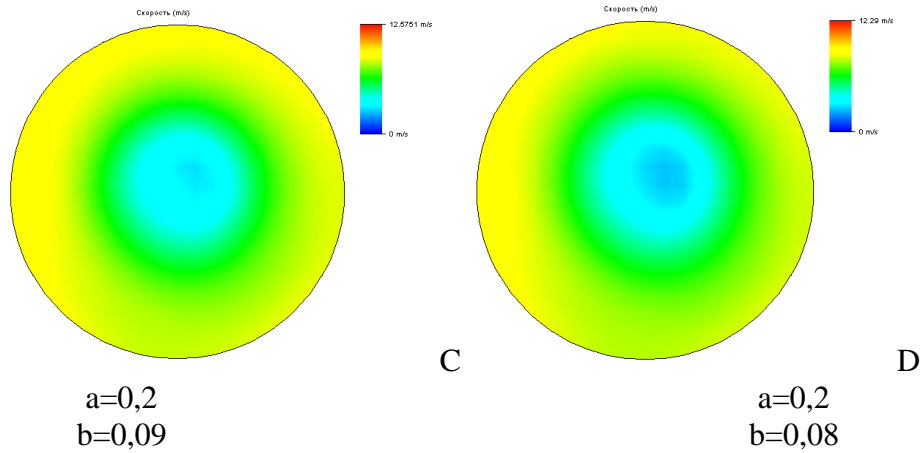 Скорость (m/s)
12.5751 m/s
0 m/s
C
a=0,2
b=0,09
Скорость (m/s)
12.29 m/s
0 m/s
D
a=0,2
b=0,08